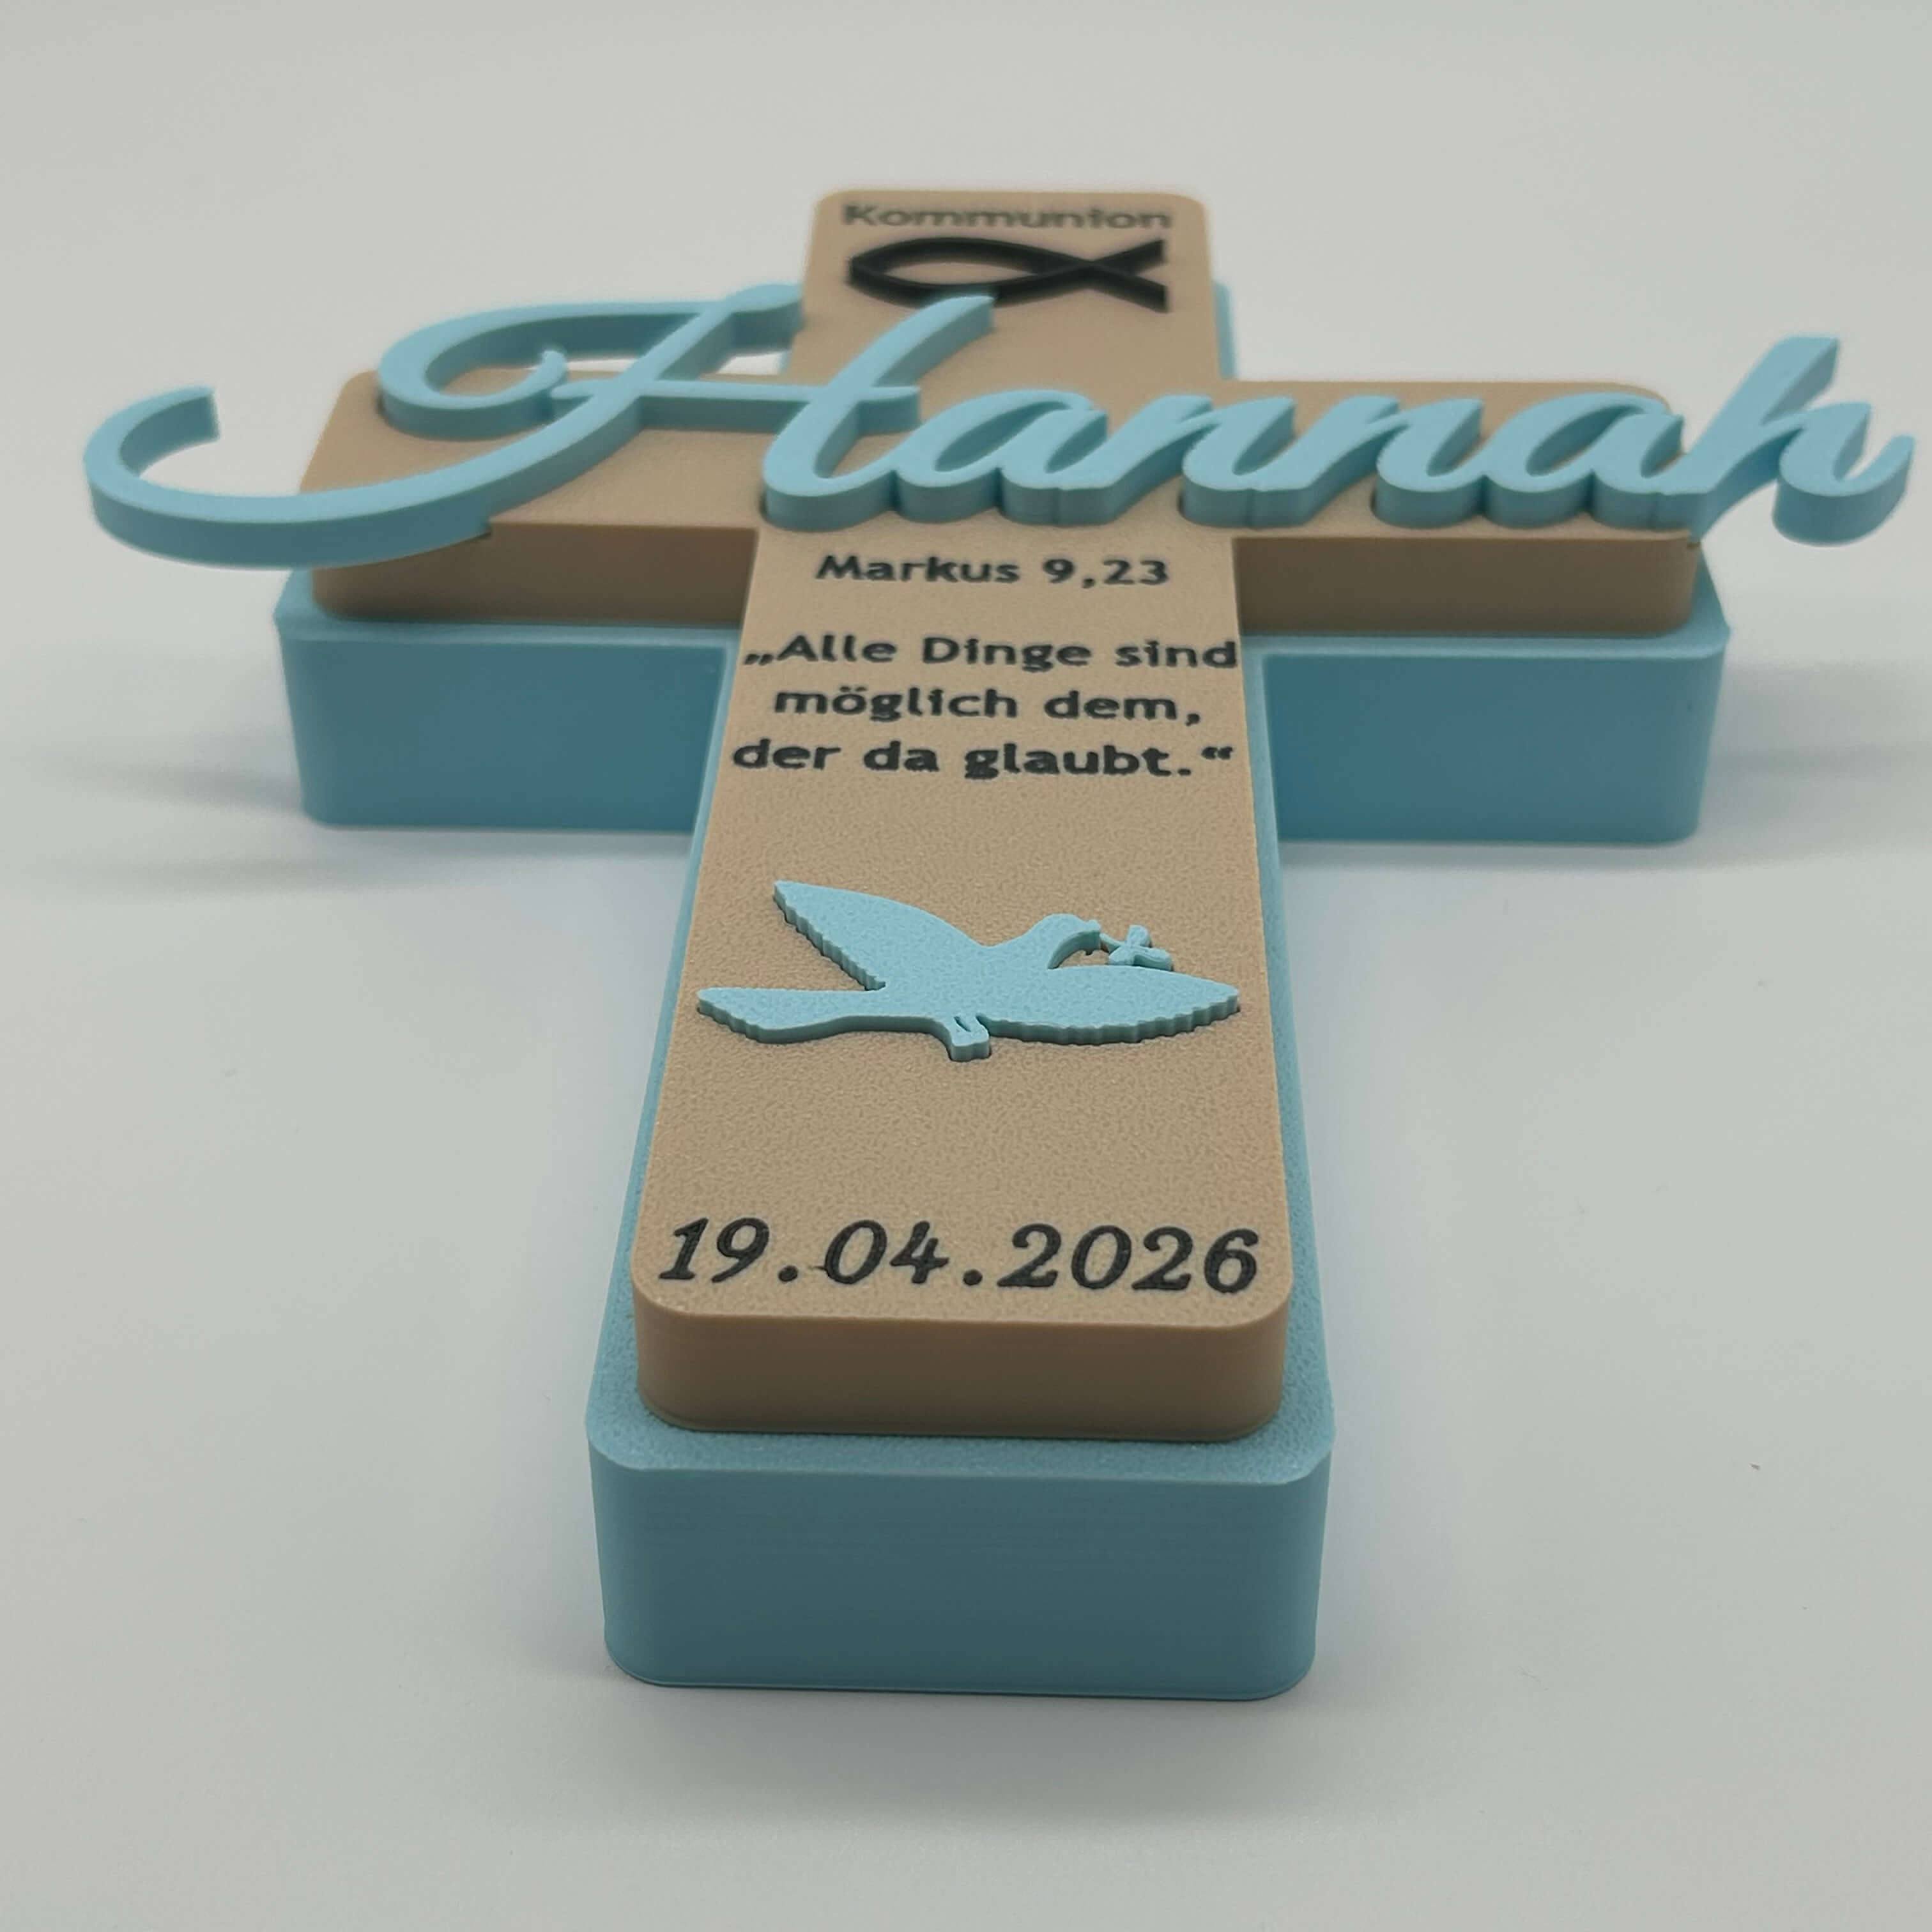 Kommunion
Hannah
Markus 9,23
„Alle Dinge sind
möglich dem,
der da glaubt.“
19.04.2026